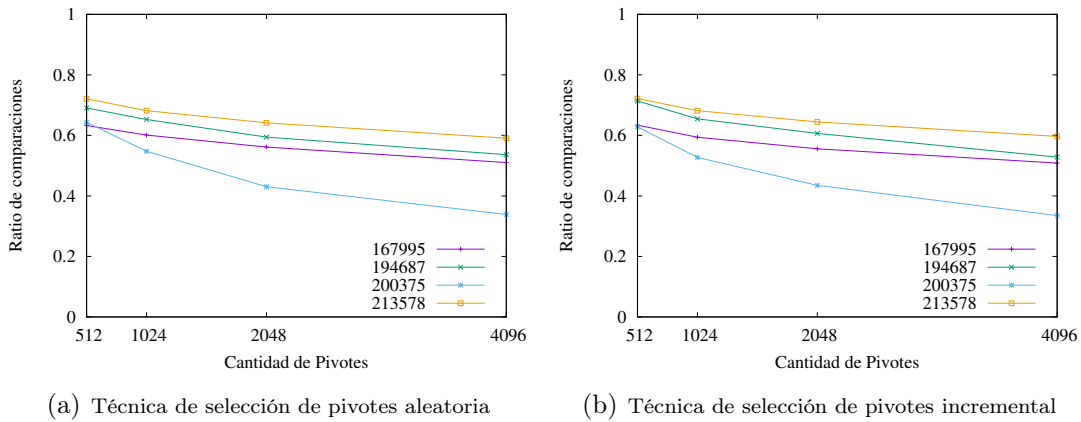 1
0.8
0.6
0.4
0.2
0
Ratio de comparaciones
512 1024 2048 4096
Cantidad de Pivotes
167995
194687
200375
213578
(a) Técnica de selección de pivotes aleatoria
1
0.8
0.6
0.4
0.2
0
Ratio de comparaciones
512 1024 2048 4096
Cantidad de Pivotes
167995
194687
200375
213578
(b) Técnica de selección de pivotes incremental